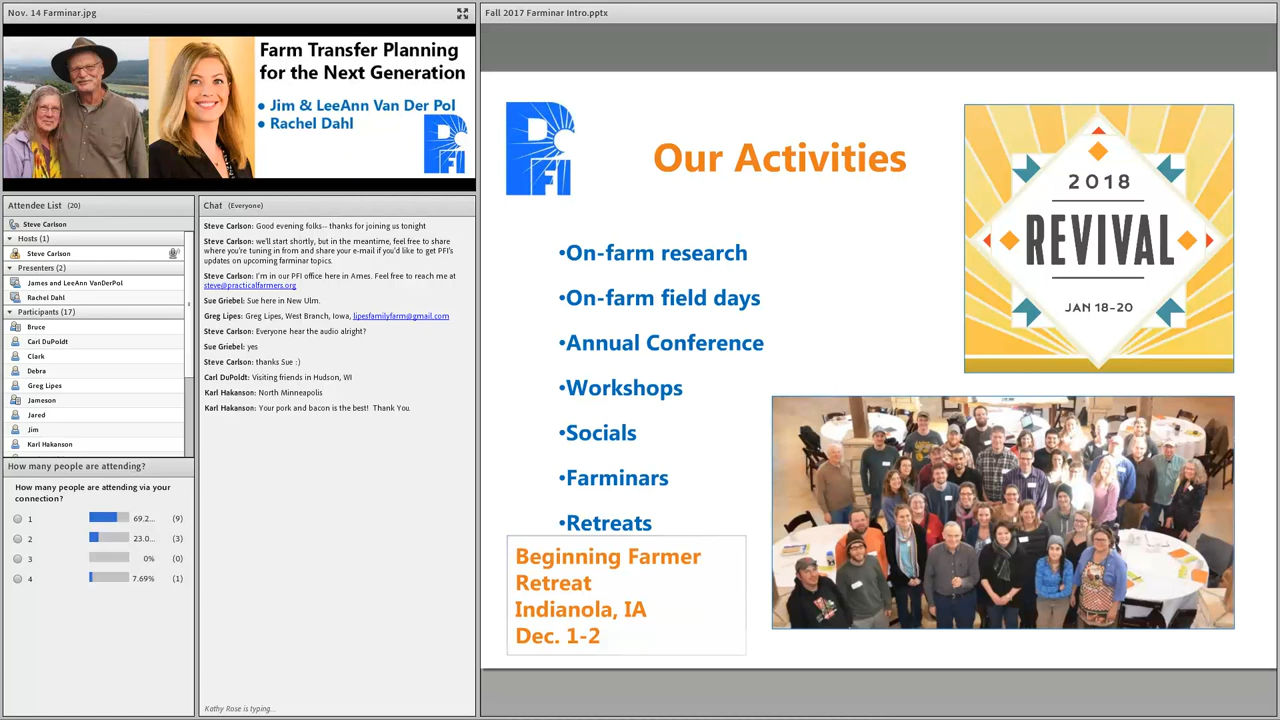 Nov. 14 Farminar.jpg
Farm Transfer Planning
for the Next Generation
• Jim & LeeAnn Van Der Pol
• Rachel Dahl
PCFI
Attendee List (20)
Steve Carlson
Hosts (1)
Steve Carlson
Presenters (2)
James and LeeAnn VanDerPol
Rachel Dahl
Participants (17)
Bruce
Carl DuPoldt
Clark
Debra
Greg Lipes
Jameson
Jared
Jim
Karl Hakanson
How many people are attending?
How many people are attending via your
connection?
1 69.2... (9)
2 23.0... (3)
3 0% (0)
4 7.69% (1)
Chat (Everyone)
Steve Carlson: Good evening folks-- thanks for joining us tonight
Steve Carlson: we'll start shortly, but in the meantime, feel free to share
where you're tuning in from and share your e-mail if you'd like to get PFI's
updates on upcoming farminar topics.
Steve Carlson: I'm in our PFI office here in Ames. Feel free to reach me at
steve@practicalfarmers.org
Sue Griebel: Sue here in New Ulm.
Greg Lipes: Greg Lipes, West Branch, Iowa, lipesfamilyfarm@gmail.com
Steve Carlson: Everyone hear the audio alright?
Sue Griebel: yes
Steve Carlson: thanks Sue :)
Carl DuPoldt: Visiting friends in Hudson, WI
Karl Hakanson: North Minneapolis
Karl Hakanson: Your pork and bacon is the best! Thank You.
Kathy Rose is typing...
Fall 2017 Farminar Intro.pptx
PFI
Our Activities
•On-farm research
•On-farm field days
•Annual Conference
•Workshops
•Socials
•Farminars
•Retreats
Beginning Farmer
Retreat
Indianola, IA
Dec. 1-2
2018
REVIVAL
JAN 18-20